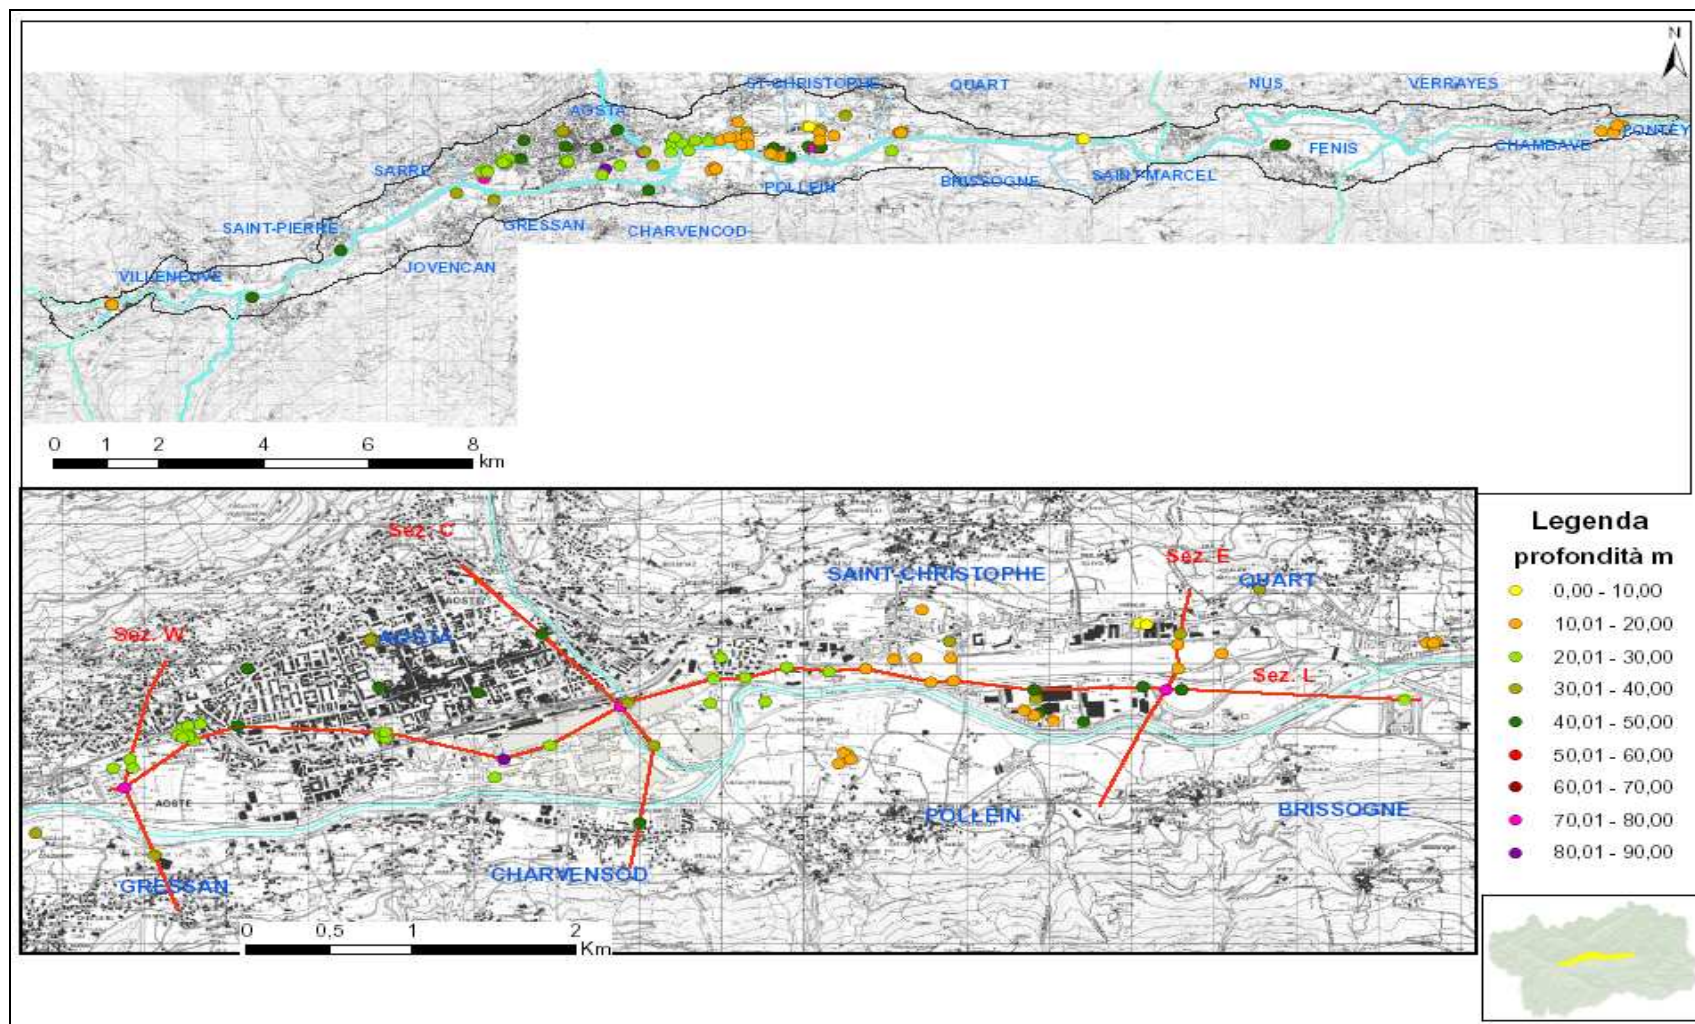 N
ST-CHRISTOPHE
QUART
NUS
VERRAYES
AOSTA
PONTEY
CHAMBAVE
FENIS
SARRE
SAINT-MARCEL
BRISSOGNE
POLLEIN
SAINT-PIERRE
GRESSAN
CHARVENCOD
JOVENCAN
VILLENEUVE
0 1 2 4 6 8
km
Sez. C
Sez. E
SAINT-CHRISTOPHE
QUART
Sez. W
AOSTA
Sez. L
AOSTE
POLLEIN
BRISSOGNE
CHARVENSOD
GRESSAN
0 0,5 1 2
Km
Legenda
profondità m
0,00 - 10,00
10,01 - 20,00
20,01 - 30,00
30,01 - 40,00
40,01 - 50,00
50,01 - 60,00
60,01 - 70,00
70,01 - 80,00
80,01 - 90,00